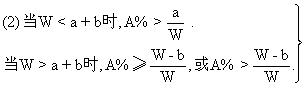 (2) 当W < a + b时, A% > a/W .
当W > a + b时, A% ⩾ (W - b)/W, 或A% > (W - b)/W.